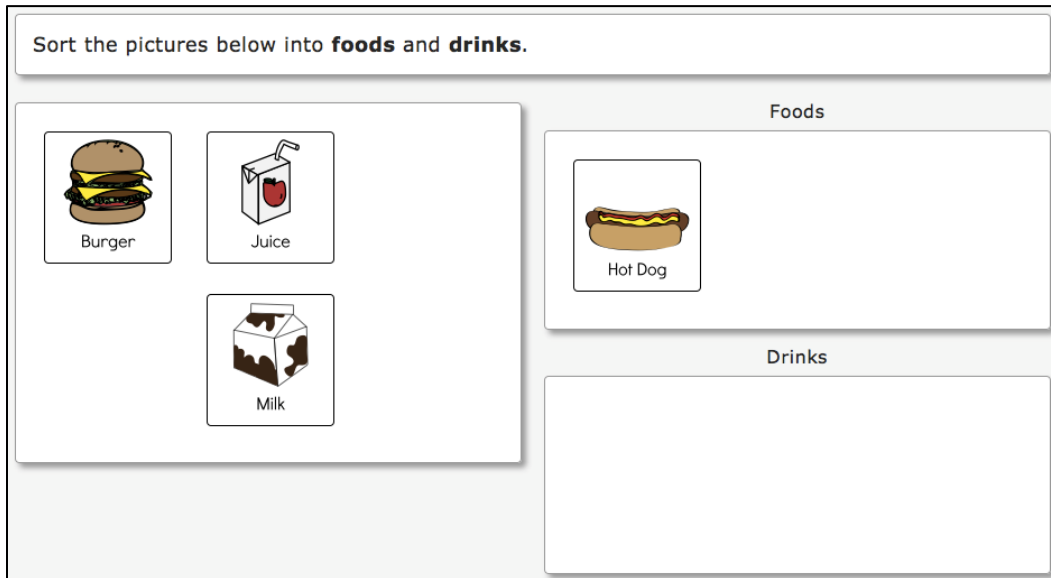 Sort the pictures below into foods and drinks.
Burger
Juice
Milk
Foods
Hot Dog
Drinks